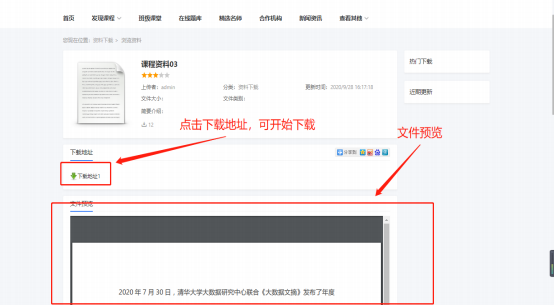 首页 发现课程 班级课堂 在线题库 精选名师 合作机构 新闻资讯 查看其他
您现在位置: 资料下载 > 浏览资料
课程资料03
热门下载
上传者: admin 分类: 资料下载 更新时间: 2020/9/28 16:17:18
近期更新
文件大小: 文件类型:
简要介绍:
12
点击下载地址，可开始下载
文件预览
下载地址
分享到:
下载地址1
文件预览
2020 年 7 月 30 日，清华大学大数据研究中心联合《大数据文摘》发布了年度